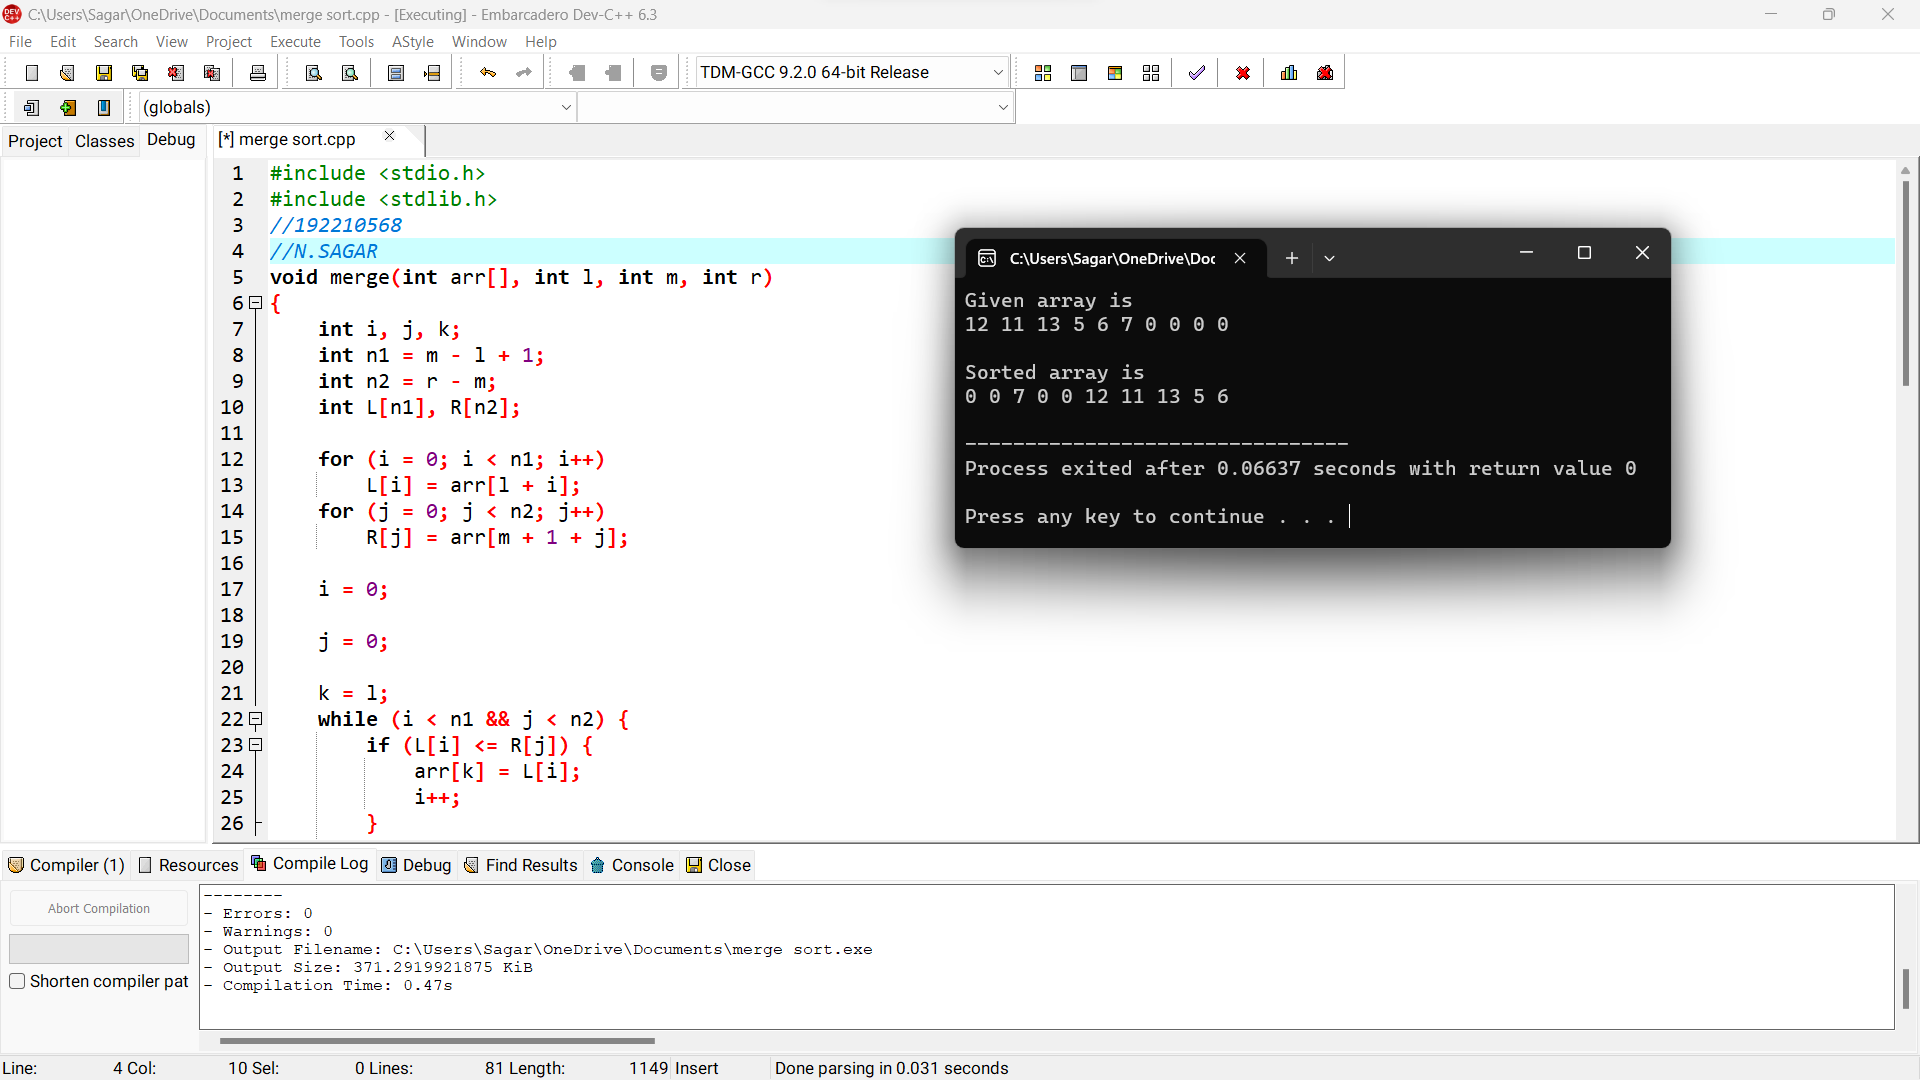 C:\Users\Sagar\OneDrive\Documents\merge sort.cpp - [Executing] - Embarcadero Dev-C++ 6.3
File Edit Search View Project Execute Tools AStyle Window Help
TDM-GCC 9.2.0 64-bit Release
(globals)
Project Classes Debug
[*] merge sort.cpp
1 #include <stdio.h>
2 #include <stdlib.h>
3 //192210568
4 //N.SAGAR
5 void merge(int arr[], int l, int m, int r)
6 {
7 int i, j, k;
8 int n1 = m - l + 1;
9 int n2 = r - m;
10 int L[n1], R[n2];
11
12 for (i = 0; i < n1; i++)
13 L[i] = arr[l + i];
14 for (j = 0; j < n2; j++)
15 R[j] = arr[m + 1 + j];
16
17 i = 0;
18
19 j = 0;
20
21 k = l;
22 while (i < n1 && j < n2) {
23 if (L[i] <= R[j]) {
24 arr[k] = L[i];
25 i++;
26 }
C:\Users\Sagar\OneDrive\Doc
Given array is
12 11 13 5 6 7 0 0 0 0
Sorted array is
0 0 7 0 0 12 11 13 5 6
--------------------------------
Process exited after 0.06637 seconds with return value 0
Press any key to continue . . .
Compiler (1) Resources Compile Log Debug Find Results Console Close
Abort Compilation
Shorten compiler pat
--------
- Errors: 0
- Warnings: 0
- Output Filename: C:\Users\Sagar\OneDrive\Documents\merge sort.exe
- Output Size: 371.2919921875 KiB
- Compilation Time: 0.47s
Line: 4 Col: 10 Sel: 0 Lines: 81 Length: 1149 Insert Done parsing in 0.031 seconds